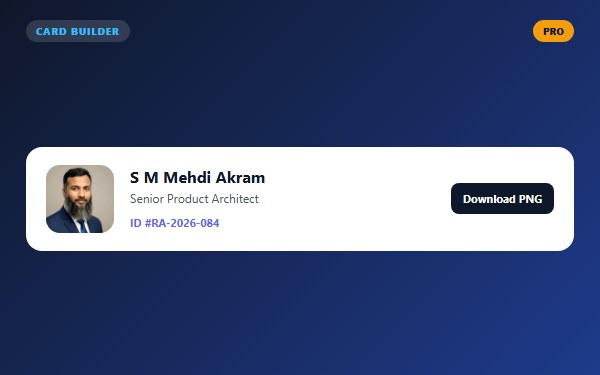 CARD BUILDER
PRO
S M Mehdi Akram
Senior Product Architect
ID #RA-2026-084
Download PNG